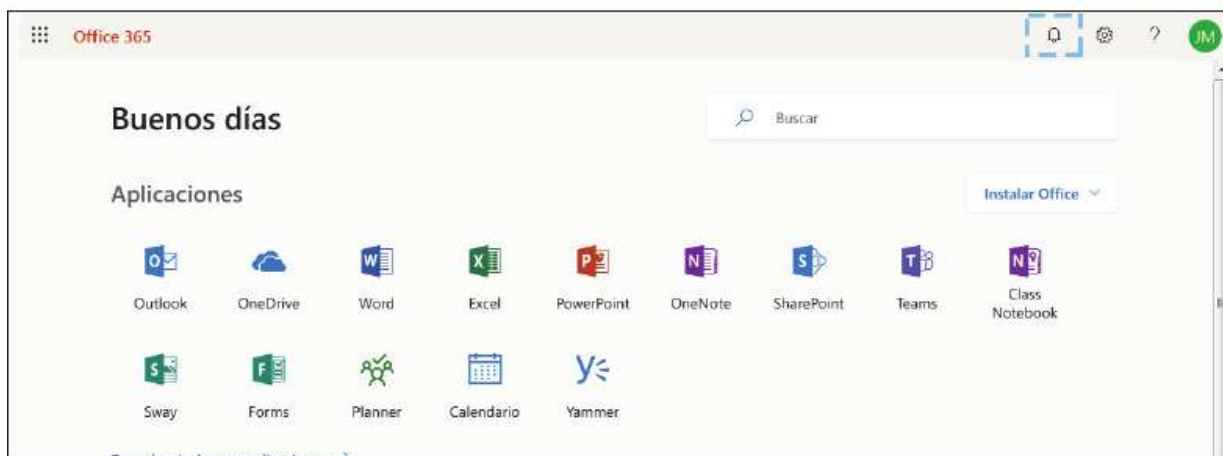 Office 365
?
JM
Buenos días
Buscar
Aplicaciones
Instalar Office
Outlook
OneDrive
Word
Excel
PowerPoint
OneNote
SharePoint
Teams
Class
Notebook
Sway
Forms
Planner
Calendario
Yammer